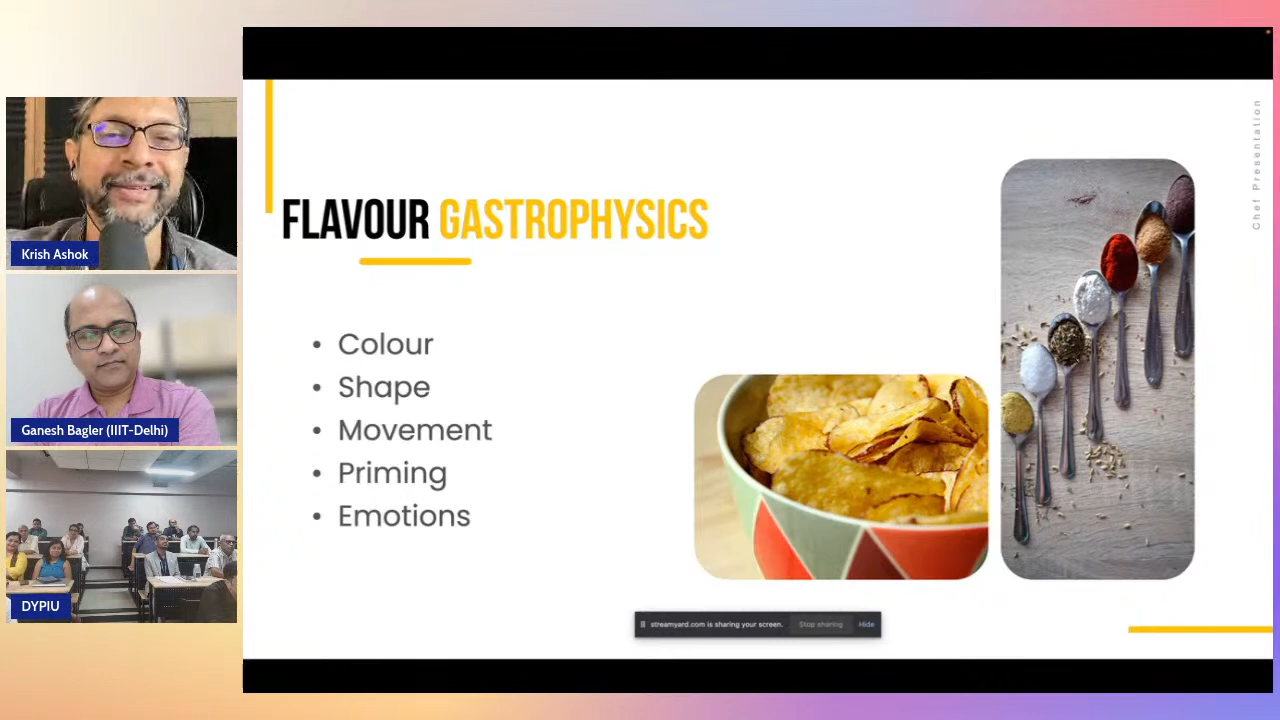 Krish Ashok
Ganesh Bagler (IIIT-Delhi)
DYPIU
FLAVOUR GASTROPHYSICS
• Colour
• Shape
• Movement
• Priming
• Emotions
Chef Presentation
streamyard.com is sharing your screen. Stop sharing Hide